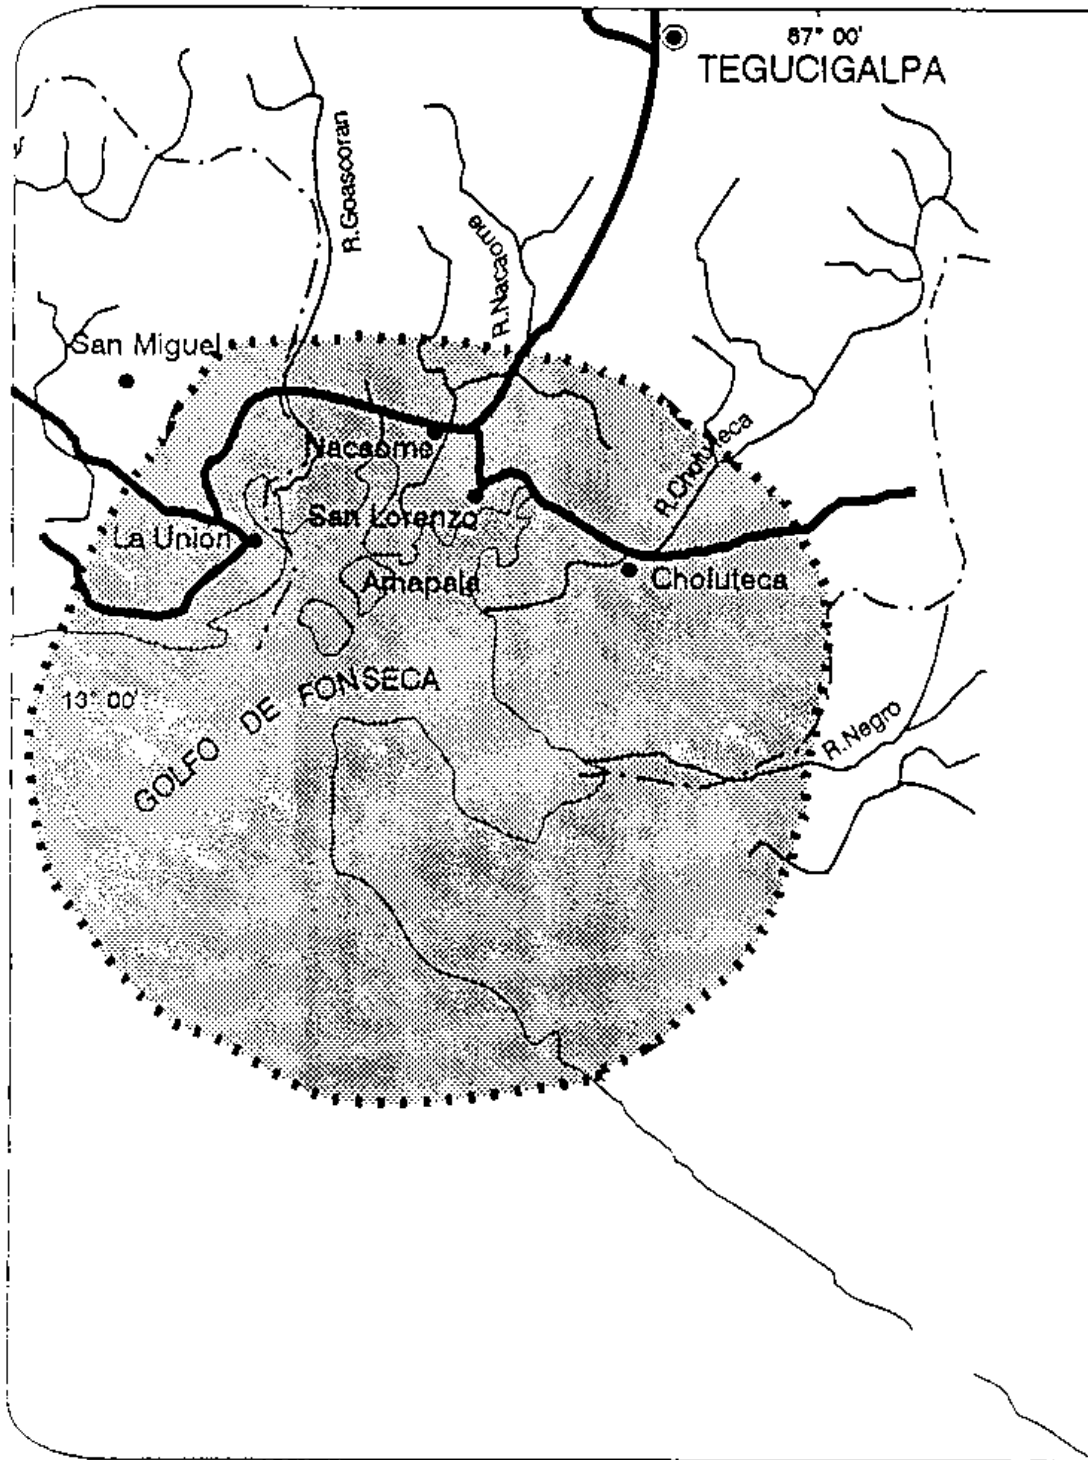 87° 00'
TEGUCIGALPA
R.Goascoran
R.Nacaome
San Miguel
Nacaome
R.Choluteca
San Lorenzo
La Unión
Amapala
Choluteca
13° 00'
GOLFO DE FONSECA
R.Negro